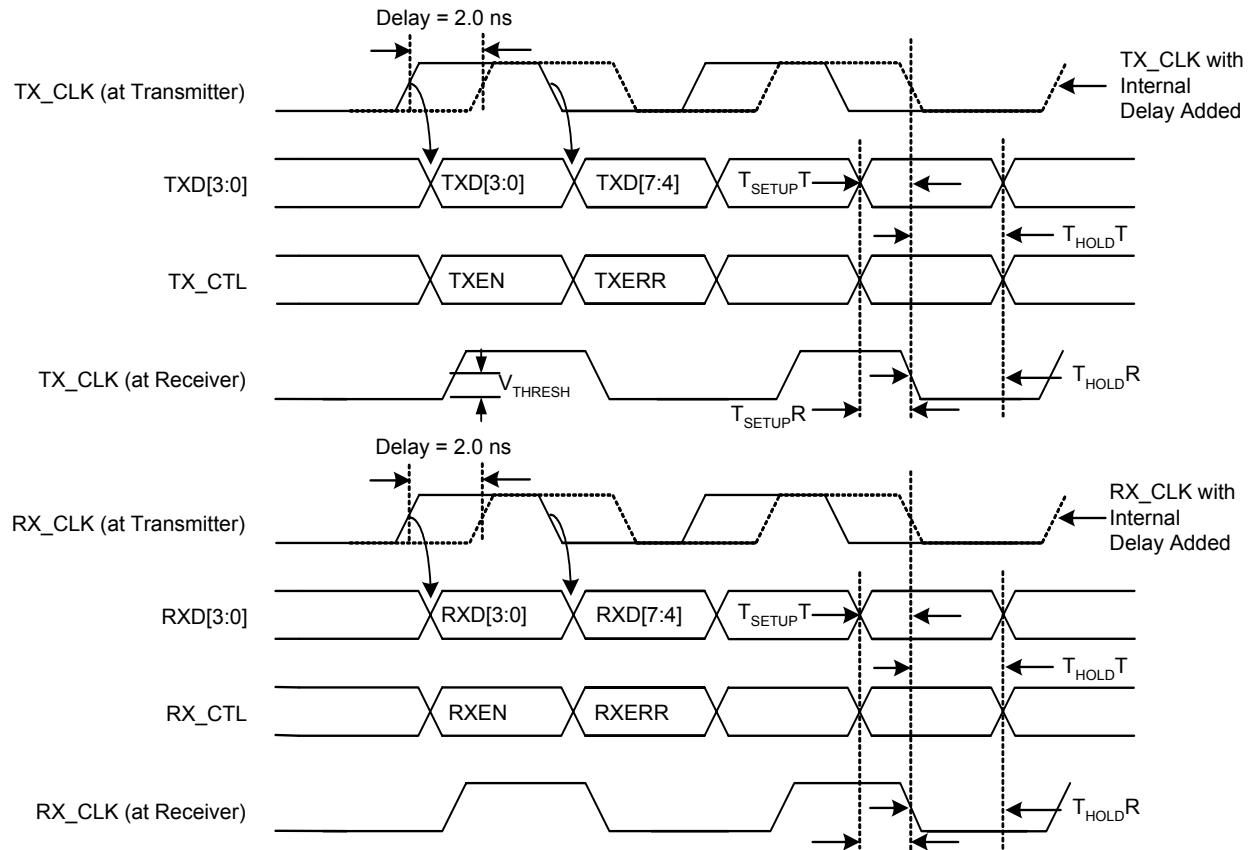 Delay = 2.0 ns
TX_CLK (at Transmitter)
TX_CLK with
Internal
Delay Added
TXD[3:0]
TXD[3:0]
TXD[7:4]
TSETUPT
THOLDT
TX_CTL
TXEN
TXERR
TX_CLK (at Receiver)
VTHRESH
THOLDR
TSETUPR
Delay = 2.0 ns
RX_CLK (at Transmitter)
RX_CLK with
Internal
Delay Added
RXD[3:0]
RXD[3:0]
RXD[7:4]
TSETUPT
THOLDT
RX_CTL
RXEN
RXERR
RX_CLK (at Receiver)
THOLDR